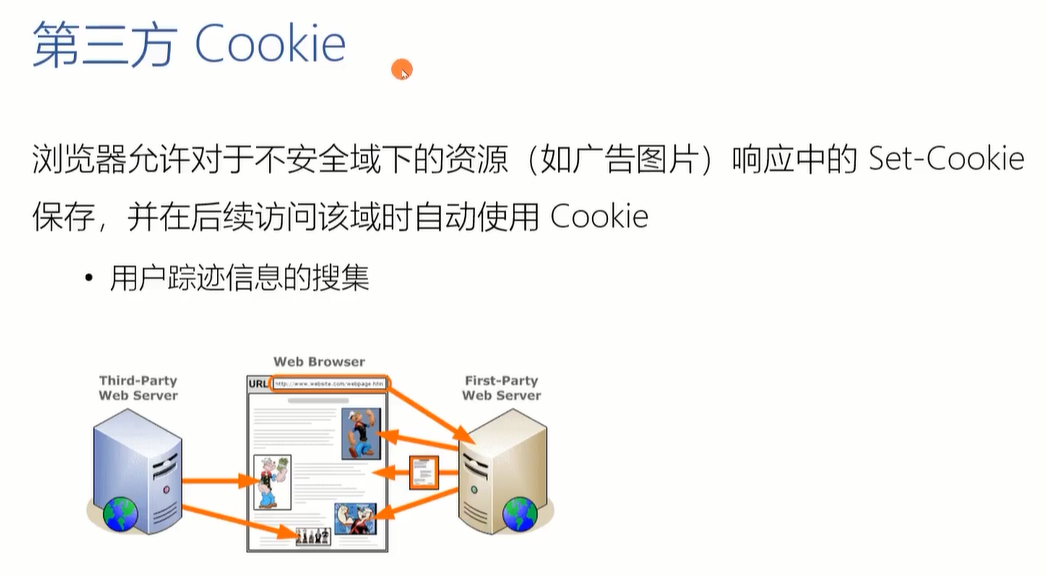 第三方 Cookie
浏览器允许对于不安全域下的资源（如广告图片）响应中的 Set-Cookie
保存，并在后续访问该域时自动使用 Cookie
• 用户踪迹信息的搜集
Web Browser
Third-Party
Web Server
First-Party
Web Server
URL http://www.website.com/webpage.htm